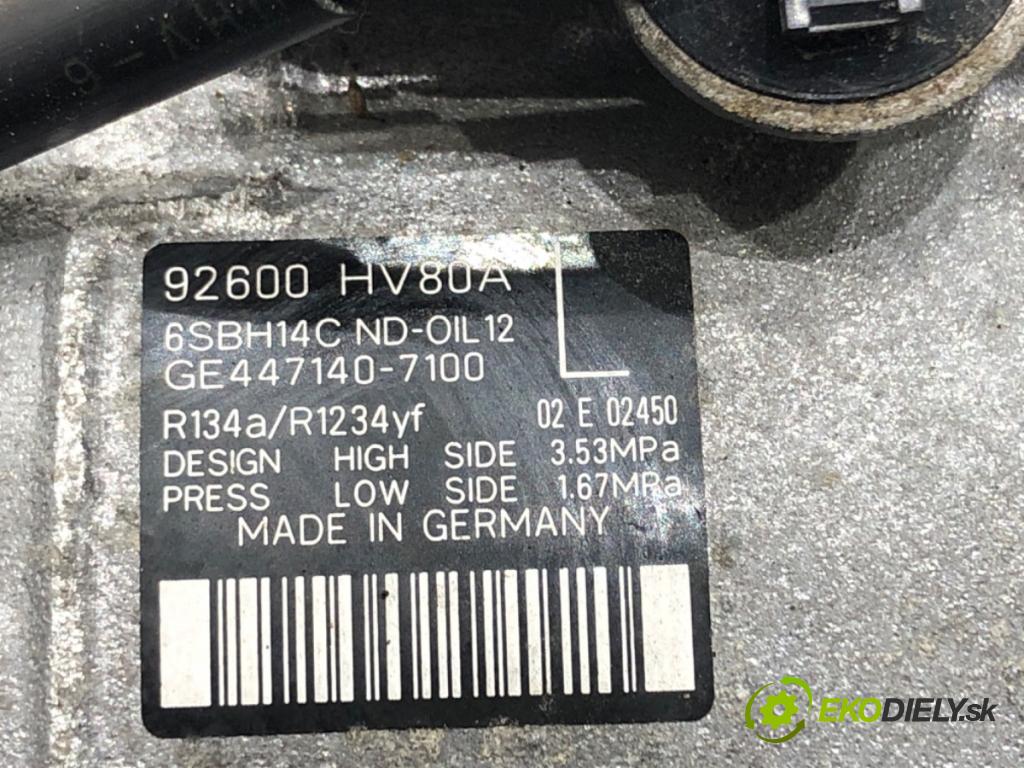 92600 HV80A
L
6SBH14C ND-OIL12
GE447140-7100
R134a/R1234yf 02 E 02450
DESIGN HIGH SIDE 3.53MPa
PRESS LOW SIDE 1.67MPa
MADE IN GERMANY
EKODIELY.sk